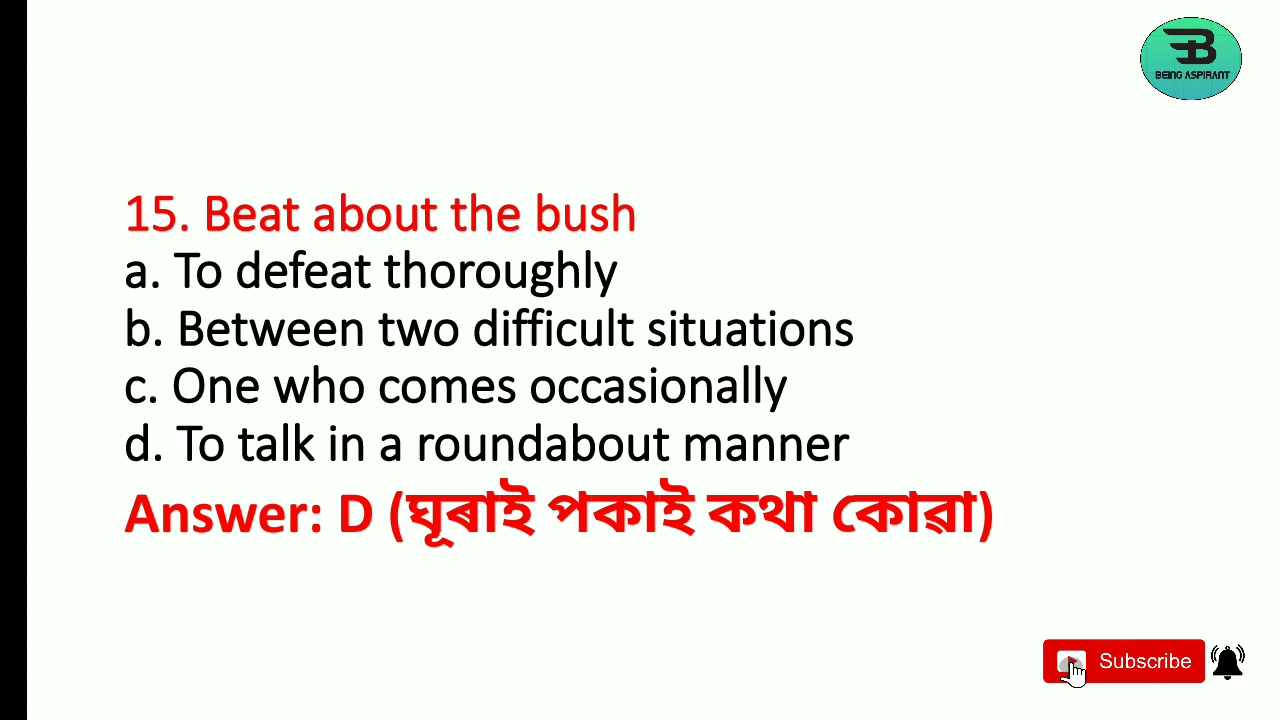 BEING ASPIRANT
15. Beat about the bush
a. To defeat thoroughly
b. Between two difficult situations
c. One who comes occasionally
d. To talk in a roundabout manner
Answer: D (ঘূৰাই পকাই কথা কোৱা)
Subscribe